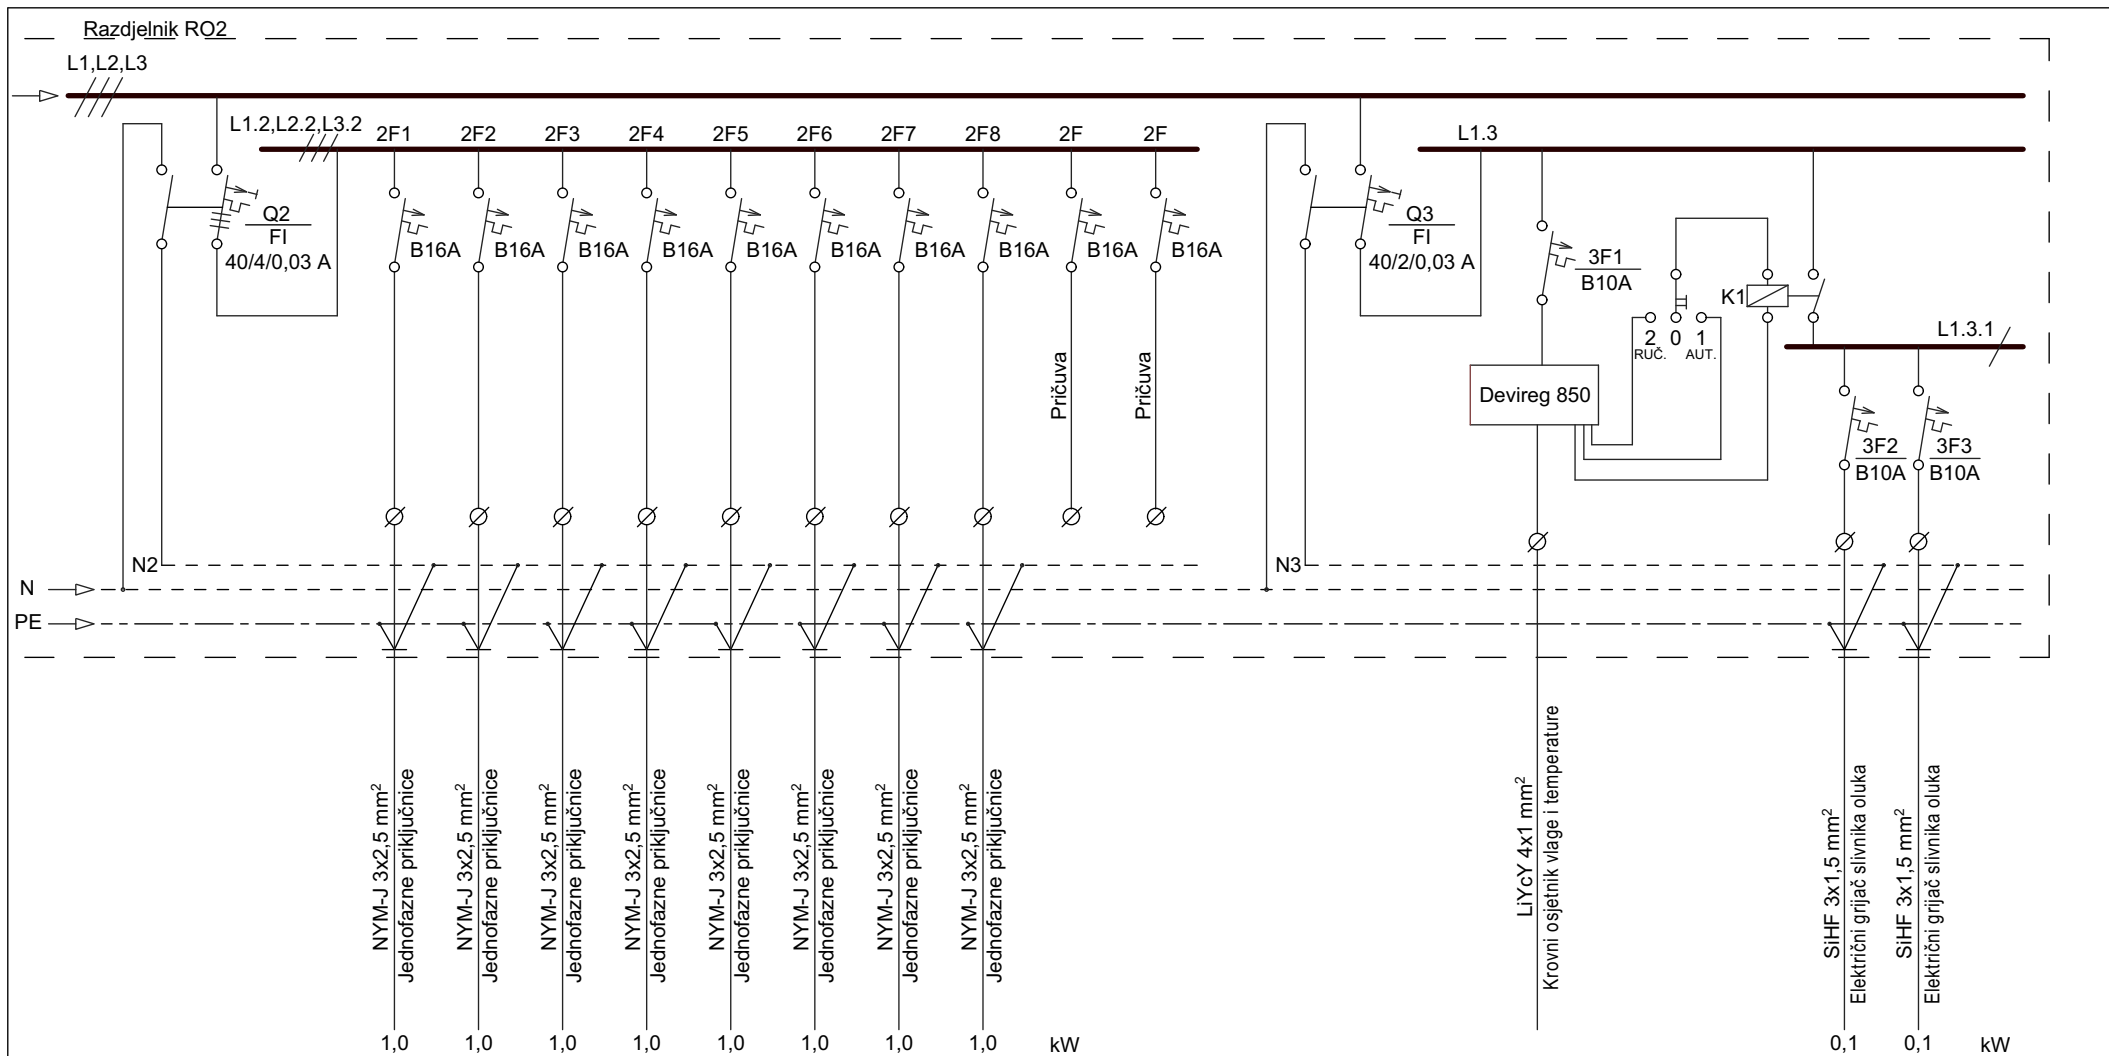 Razdjelnik RO2
L1,L2,L3
L1.2,L2.2,L3.2
2F1
2F2
2F3
2F4
2F5
2F6
2F7
2F8
2F
2F
L1.3
Q2
FI
40/4/0,03 A
B16A
B16A
B16A
B16A
B16A
B16A
B16A
B16A
B16A
B16A
Q3
FI
40/2/0,03 A
3F1
B10A
K1
2 0 1
RUČ. AUT.
L1.3.1
Pričuva
Pričuva
Devireg 850
3F2
B10A
3F3
B10A
N2
N3
N
PE
NYM-J 3x2,5 mm²
Jednofazne priključnice
NYM-J 3x2,5 mm²
Jednofazne priključnice
NYM-J 3x2,5 mm²
Jednofazne priključnice
NYM-J 3x2,5 mm²
Jednofazne priključnice
NYM-J 3x2,5 mm²
Jednofazne priključnice
NYM-J 3x2,5 mm²
Jednofazne priključnice
NYM-J 3x2,5 mm²
Jednofazne priključnice
NYM-J 3x2,5 mm²
Jednofazne priključnice
LiYcY 4x1 mm²
Krovni osjetnik vlage i temperature
SiHF 3x1,5 mm²
Električni grijač slivnika oluka
SiHF 3x1,5 mm²
Električni grijač slivnika oluka
1,0
1,0
1,0
1,0
1,0
1,0
1,0
1,0
kW
0,1
0,1
kW